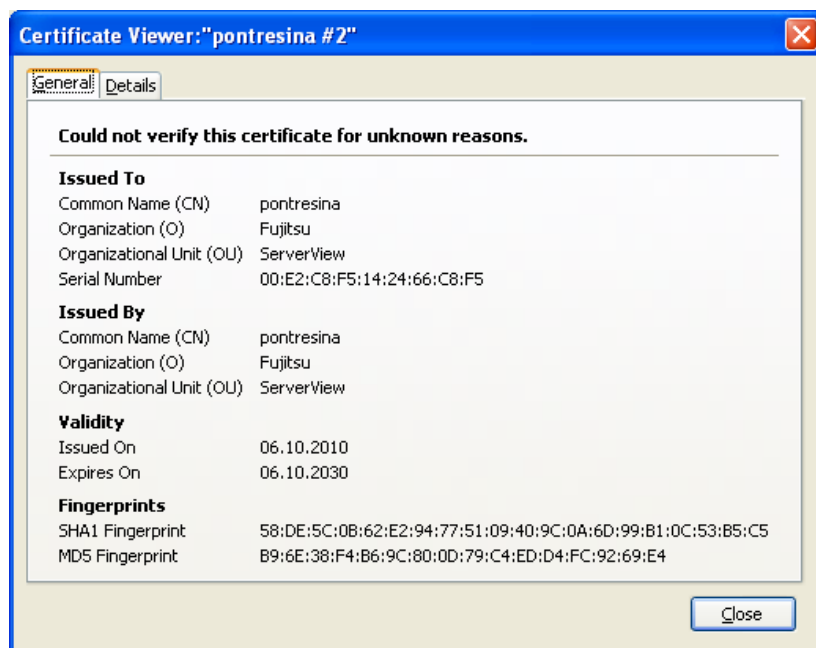 Certificate Viewer:"pontresina #2"
General Details
Could not verify this certificate for unknown reasons.
Issued To
Common Name (CN) pontresina
Organization (O) Fujitsu
Organizational Unit (OU) ServerView
Serial Number 00:E2:C8:F5:14:24:66:C8:F5
Issued By
Common Name (CN) pontresina
Organization (O) Fujitsu
Organizational Unit (OU) ServerView
Validity
Issued On 06.10.2010
Expires On 06.10.2030
Fingerprints
SHA1 Fingerprint 58:DE:5C:0B:62:E2:94:77:51:09:40:9C:0A:6D:99:B1:0C:53:B5:C5
MD5 Fingerprint B9:6E:38:F4:B6:9C:80:0D:79:C4:ED:D4:FC:92:69:E4
Close